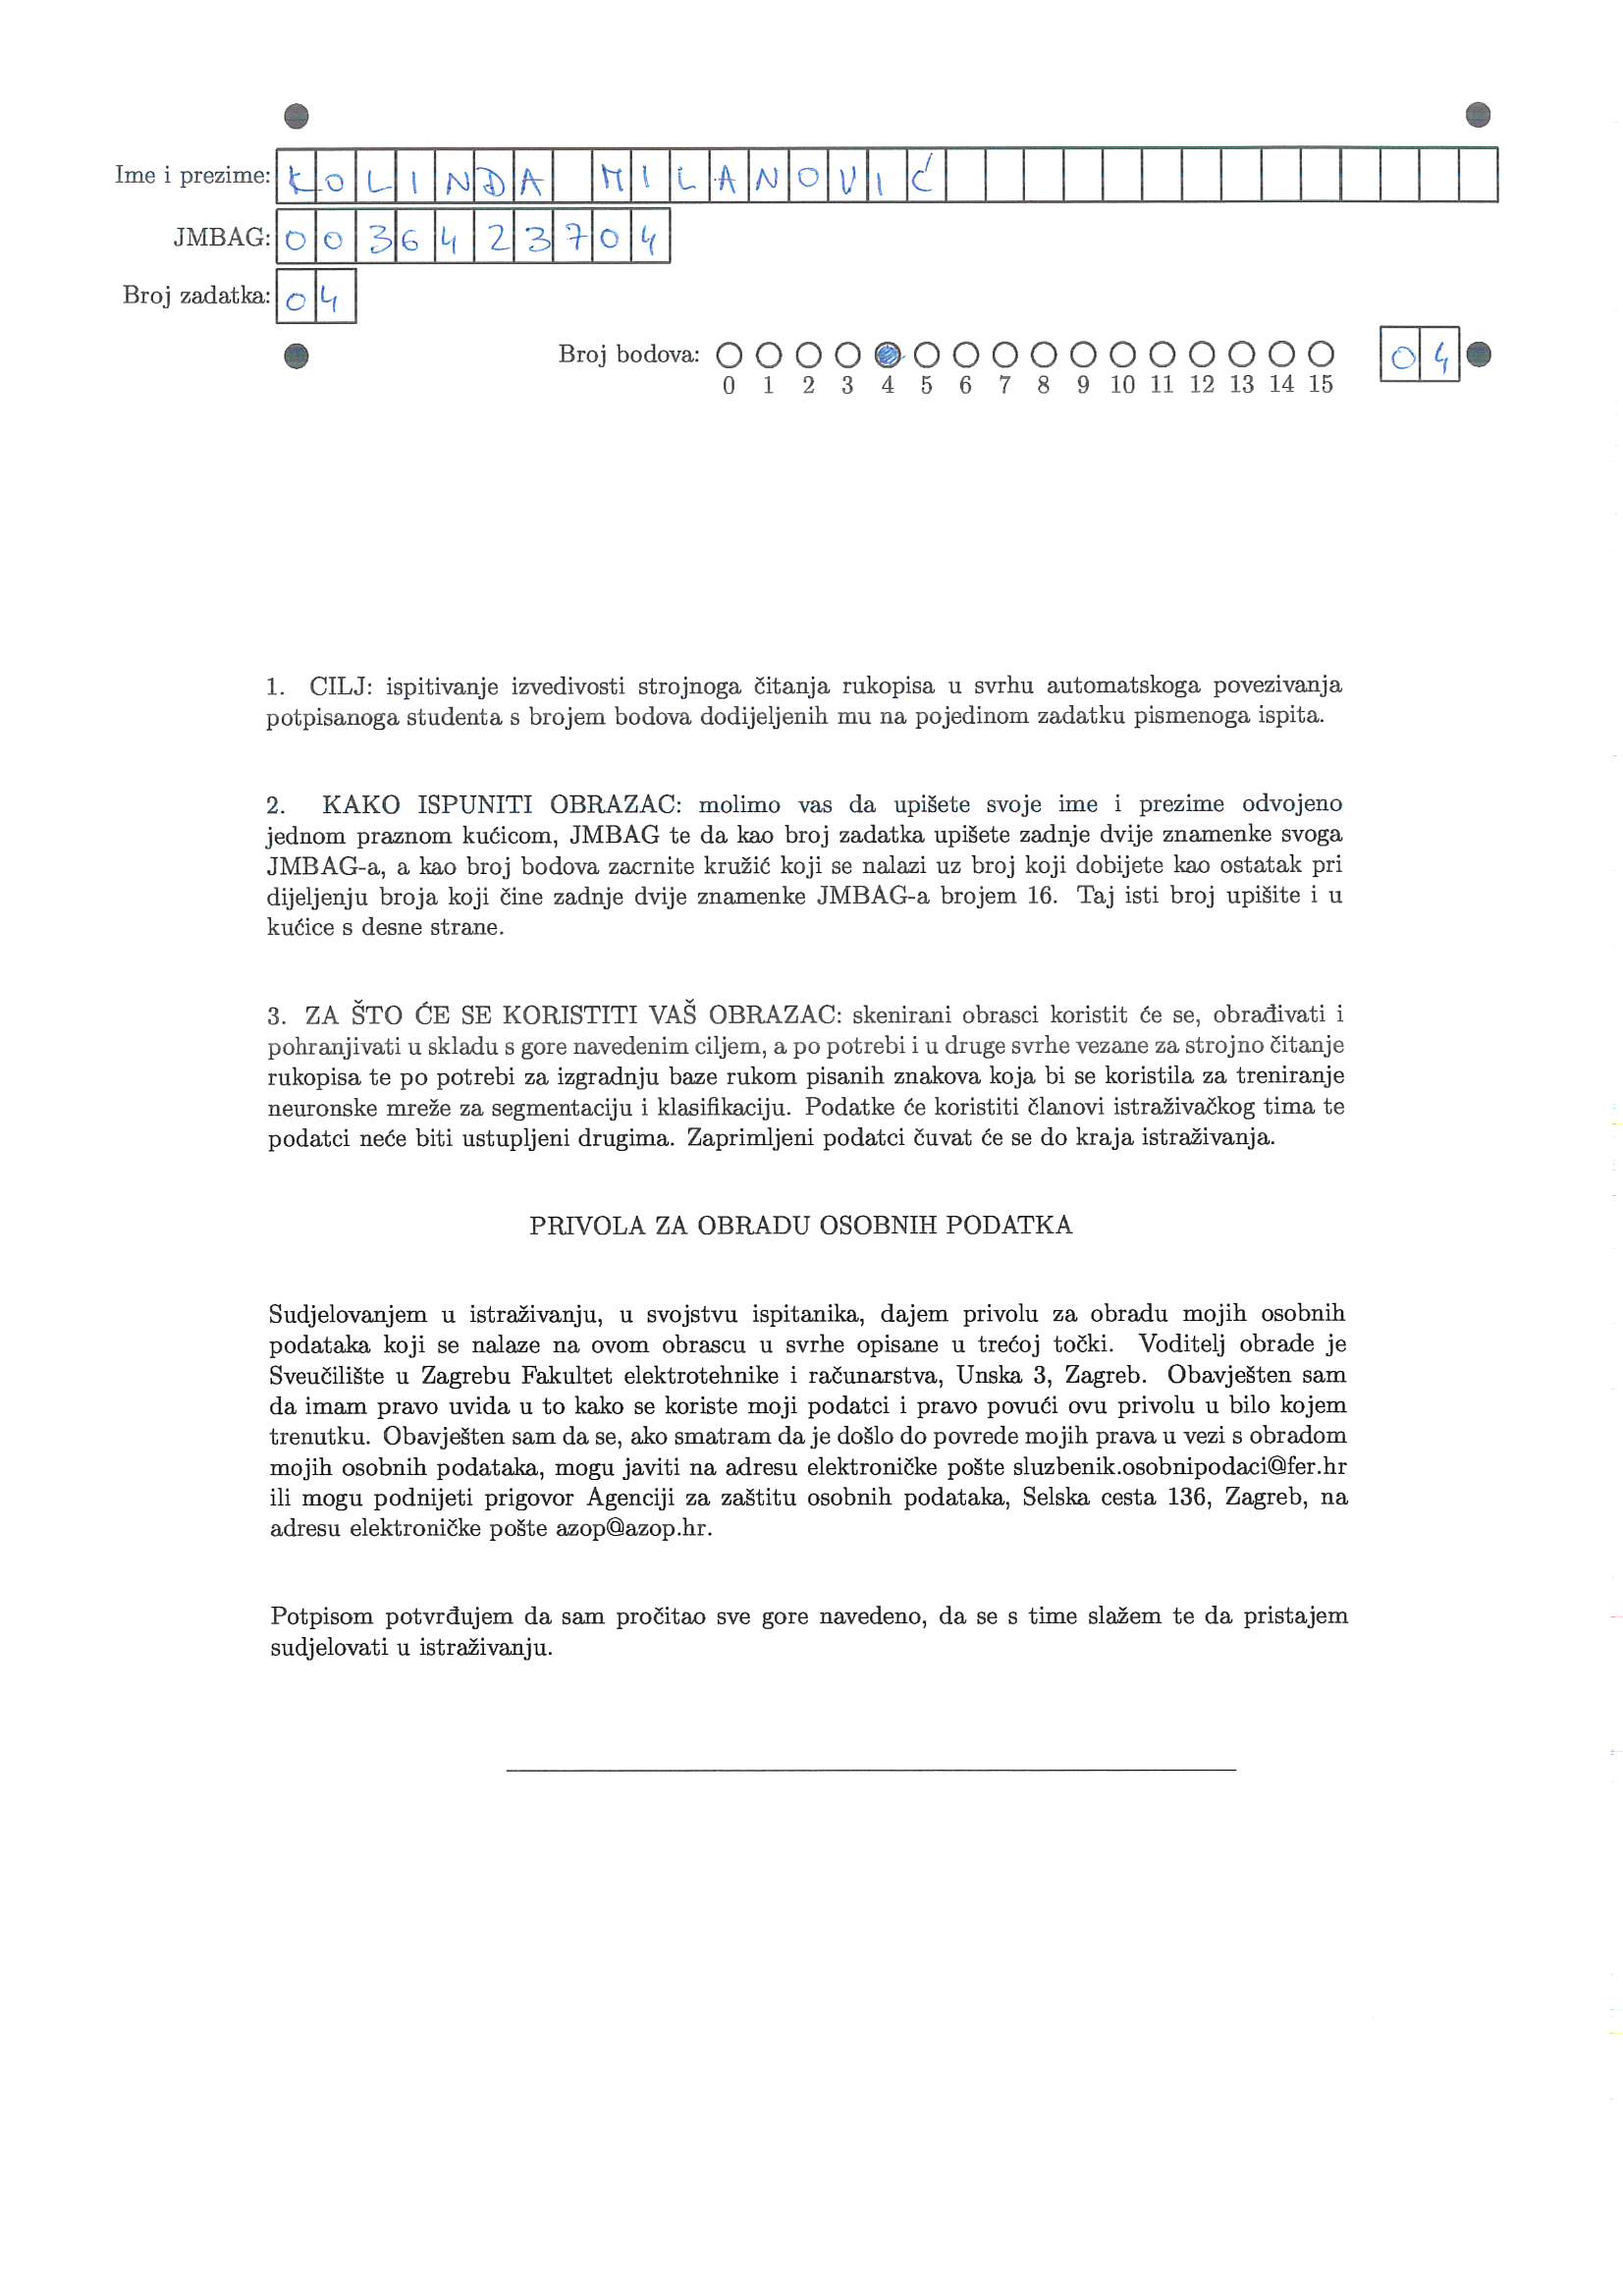 Ime i prezime: KOLINDA MILANOVIĆ
JMBAG: 0036423704
Broj zadatka: 04
Broj bodova: 04
0 1 2 3 4 5 6 7 8 9 10 11 12 13 14 15
1. CILJ: ispitivanje izvedivosti strojnoga čitanja rukopisa u svrhu automatskoga povezivanja
potpisanoga studenta s brojem bodova dodijeljenih mu na pojedinom zadatku pismenoga ispita.
2. KAKO ISPUNITI OBRAZAC: molimo vas da upišete svoje ime i prezime odvojeno
jednom praznom kućicom, JMBAG te da kao broj zadatka upišete zadnje dvije znamenke svoga
JMBAG-a, a kao broj bodova zacrnite kružić koji se nalazi uz broj koji dobijete kao ostatak pri
dijeljenju broja koji čine zadnje dvije znamenke JMBAG-a brojem 16. Taj isti broj upišite i u
kućice s desne strane.
3. ZA ŠTO ĆE SE KORISTITI VAŠ OBRAZAC: skenirani obrasci koristit će se, obrađivati i
pohranjivati u skladu s gore navedenim ciljem, a po potrebi i u druge svrhe vezane za strojno čitanje
rukopisa te po potrebi za izgradnju baze rukom pisanih znakova koja bi se koristila za treniranje
neuronske mreže za segmentaciju i klasifikaciju. Podatke će koristiti članovi istraživačkog tima te
podatci neće biti ustupljeni drugima. Zaprimljeni podatci čuvat će se do kraja istraživanja.
PRIVOLA ZA OBRADU OSOBNIH PODATKA
Sudjelovanjem u istraživanju, u svojstvu ispitanika, dajem privolu za obradu mojih osobnih
podataka koji se nalaze na ovom obrascu u svrhe opisane u trećoj točki. Voditelj obrade je
Sveučilište u Zagrebu Fakultet elektrotehnike i računarstva, Unska 3, Zagreb. Obavješten sam
da imam pravo uvida u to kako se koriste moji podatci i pravo povući ovu privolu u bilo kojem
trenutku. Obavješten sam da se, ako smatram da je došlo do povrede mojih prava u vezi s obradom
mojih osobnih podataka, mogu javiti na adresu elektroničke pošte sluzbenik.osobnipodaci@fer.hr
ili mogu podnijeti prigovor Agenciji za zaštitu osobnih podataka, Selska cesta 136, Zagreb, na
adresu elektroničke pošte azop@azop.hr.
Potpisom potvrđujem da sam pročitao sve gore navedeno, da se s time slažem te da pristajem
sudjelovati u istraživanju.